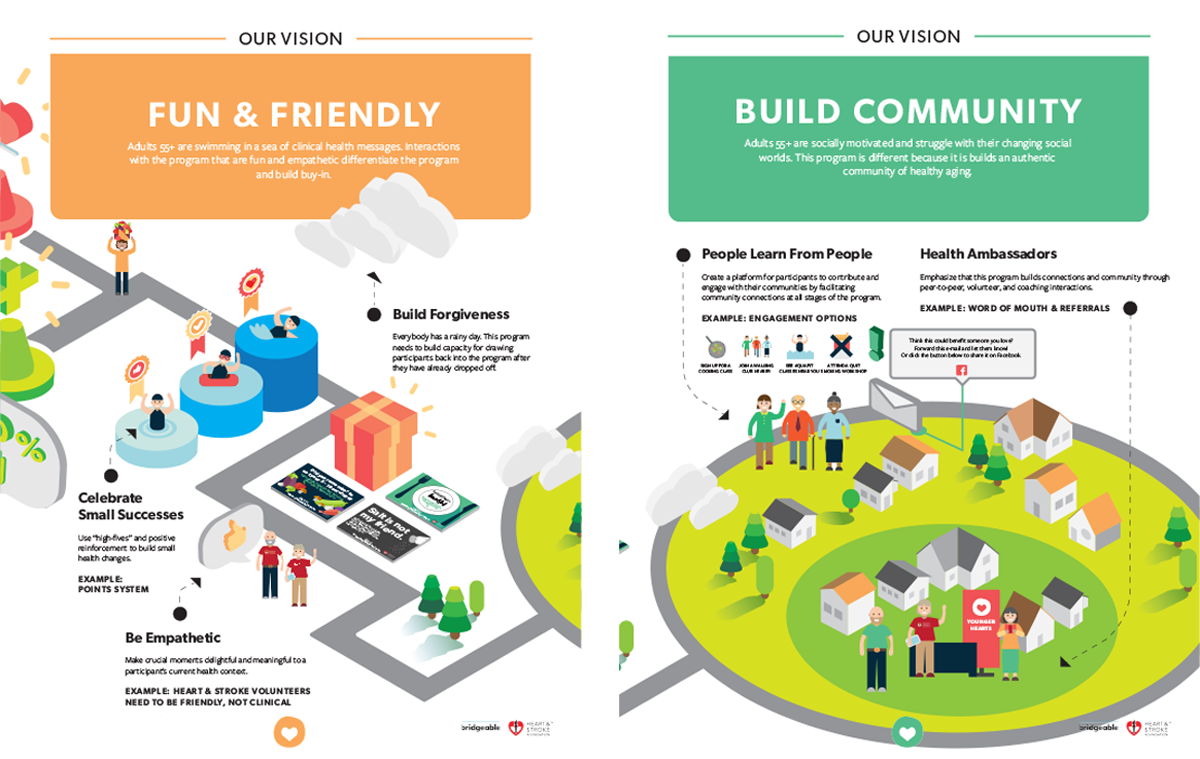 OUR VISION
FUN & FRIENDLY
Adults 55+ are swimming in a sea of clinical health messages. Interactions
with the program that are fun and empathetic differentiate the program
and build buy-in.
Build Forgiveness
Everybody has a rainy day. This program
needs to build capacity for drawing
participants back into the program after
they have already dropped off.
Celebrate
Small Successes
Use "high-fives" and positive
reinforcement to build small
health changes.
EXAMPLE:
POINTS SYSTEM
Salt is not
my friend.
Be Empathetic
Make crucial moments delightful and meaningful to a
participant's current health context.
EXAMPLE: HEART & STROKE VOLUNTEERS
NEED TO BE FRIENDLY, NOT CLINICAL
bridgeable
HEART &
STROKE
FOUNDATION
OUR VISION
BUILD COMMUNITY
Adults 55+ are socially motivated and struggle with their changing social
worlds. This program is different because it is builds an authentic
community of healthy aging.
People Learn From People
Create a platform for participants to contribute and
engage with their communities by facilitating
community connections at all stages of the program.
EXAMPLE: ENGAGEMENT OPTIONS
SIGN UP FOR A
COOKING CLASS
JOIN A WALKING
CLUB NEARBY
SEE AQUAFIT
CLASSES NEAR YOU
ATTEND A QUIT
SMOKING WORKSHOP
Health Ambassadors
Emphasize that this program builds connections and community through
peer-to-peer, volunteer, and coaching interactions.
EXAMPLE: WORD OF MOUTH & REFERRALS
Think this could benefit someone you love?
Forward this e-mail and let them know!
Or click the button below to share it on Facebook.
YOUNGER
HEARTS
bridgeable
HEART &
STROKE
FOUNDATION